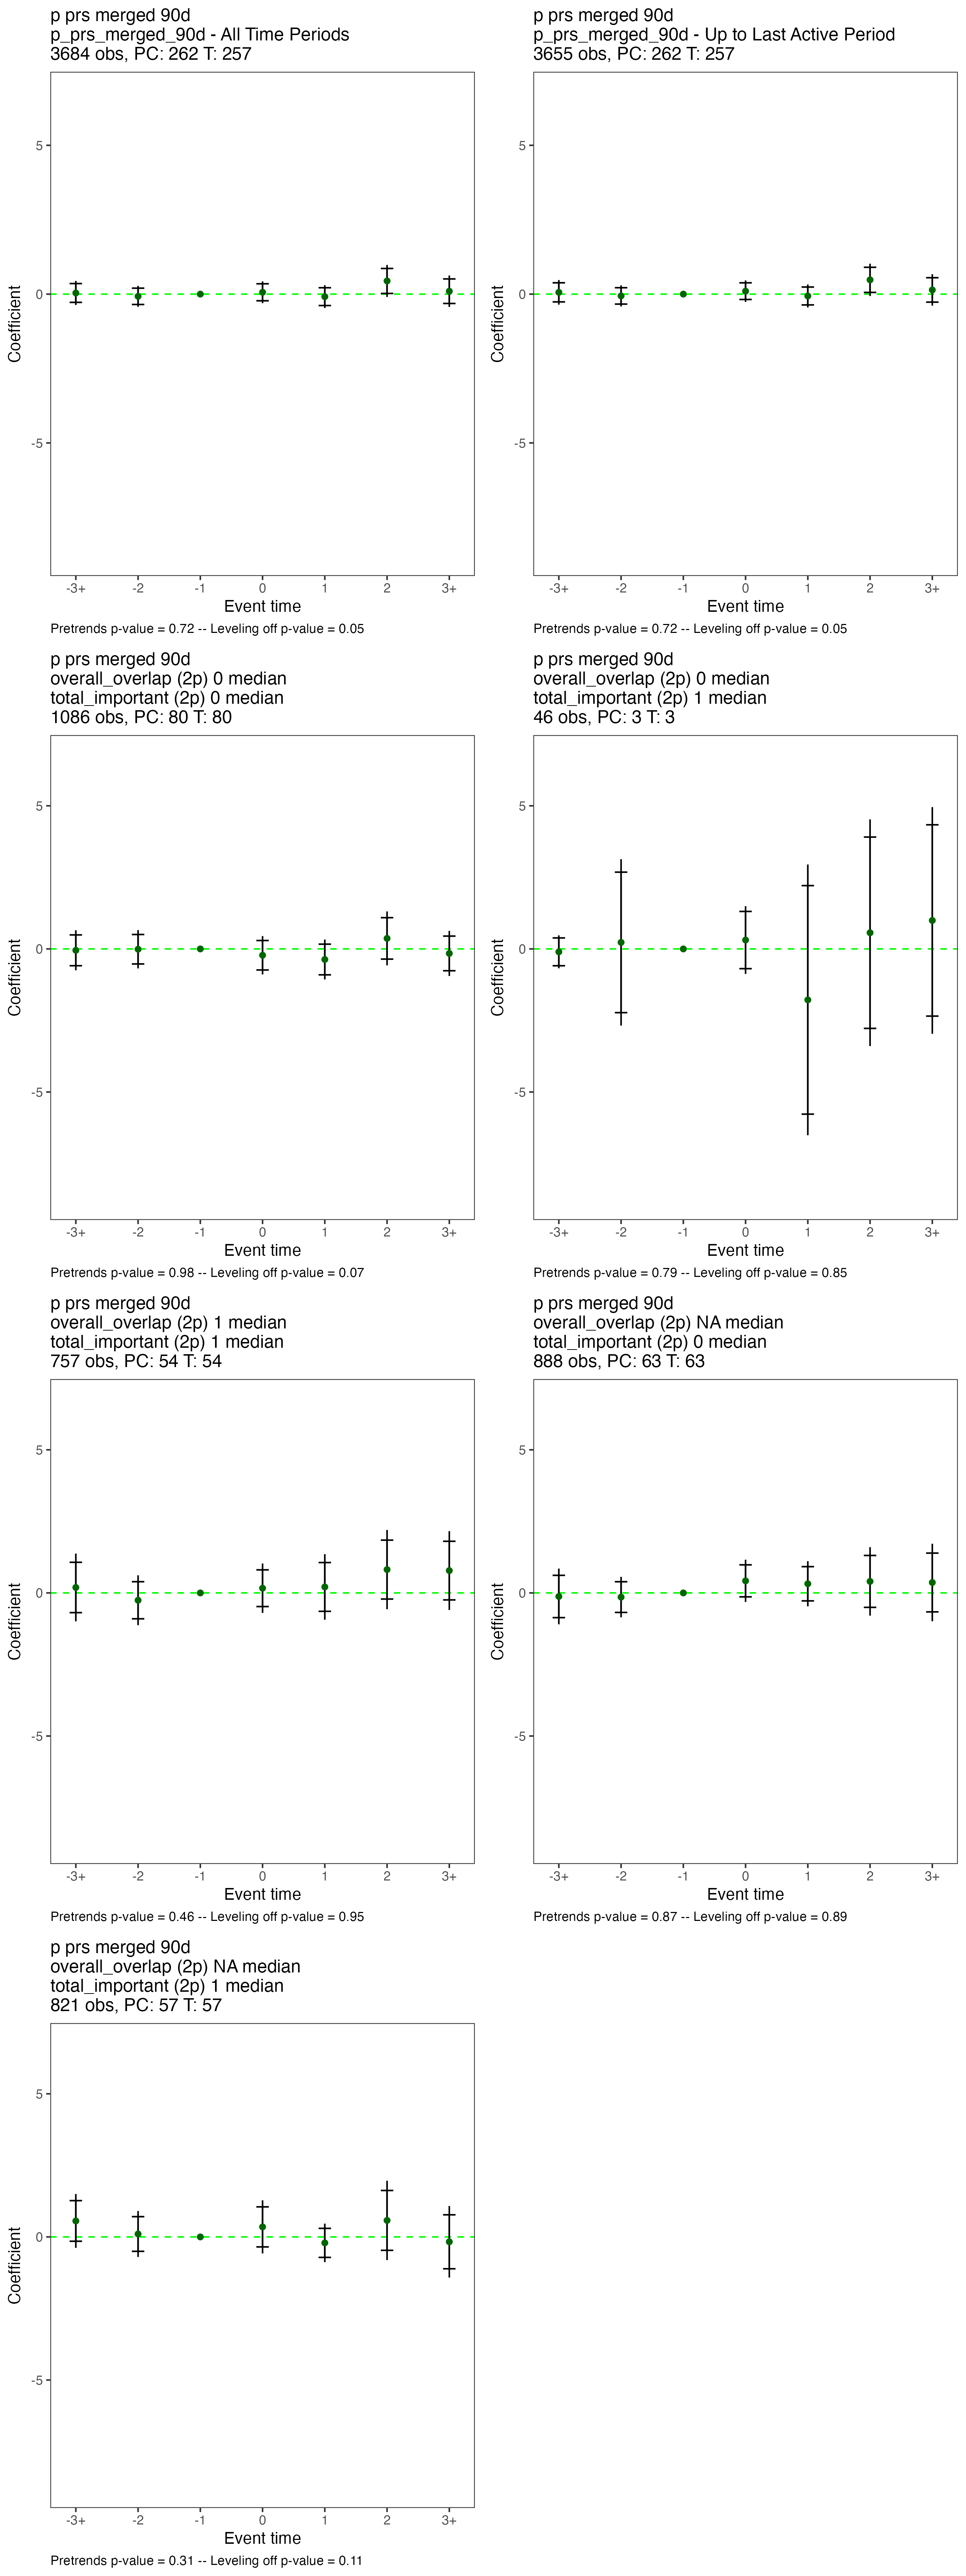 p prs merged 90d
p_prs_merged_90d - All Time Periods
3684 obs, PC: 262 T: 257
5
0
-5
Coefficient
-3+ -2 -1 0 1 2 3+
Event time
Pretrends p-value = 0.72 -- Leveling off p-value = 0.05
p prs merged 90d
p_prs_merged_90d - Up to Last Active Period
3655 obs, PC: 262 T: 257
5
0
-5
Coefficient
-3+ -2 -1 0 1 2 3+
Event time
Pretrends p-value = 0.72 -- Leveling off p-value = 0.05
p prs merged 90d
overall_overlap (2p) 0 median
total_important (2p) 0 median
1086 obs, PC: 80 T: 80
5
0
-5
Coefficient
-3+ -2 -1 0 1 2 3+
Event time
Pretrends p-value = 0.98 -- Leveling off p-value = 0.07
p prs merged 90d
overall_overlap (2p) 0 median
total_important (2p) 1 median
46 obs, PC: 3 T: 3
5
0
-5
Coefficient
-3+ -2 -1 0 1 2 3+
Event time
Pretrends p-value = 0.79 -- Leveling off p-value = 0.85
p prs merged 90d
overall_overlap (2p) 1 median
total_important (2p) 1 median
757 obs, PC: 54 T: 54
5
0
-5
Coefficient
-3+ -2 -1 0 1 2 3+
Event time
Pretrends p-value = 0.46 -- Leveling off p-value = 0.95
p prs merged 90d
overall_overlap (2p) NA median
total_important (2p) 0 median
888 obs, PC: 63 T: 63
5
0
-5
Coefficient
-3+ -2 -1 0 1 2 3+
Event time
Pretrends p-value = 0.87 -- Leveling off p-value = 0.89
p prs merged 90d
overall_overlap (2p) NA median
total_important (2p) 1 median
821 obs, PC: 57 T: 57
5
0
-5
Coefficient
-3+ -2 -1 0 1 2 3+
Event time
Pretrends p-value = 0.31 -- Leveling off p-value = 0.11